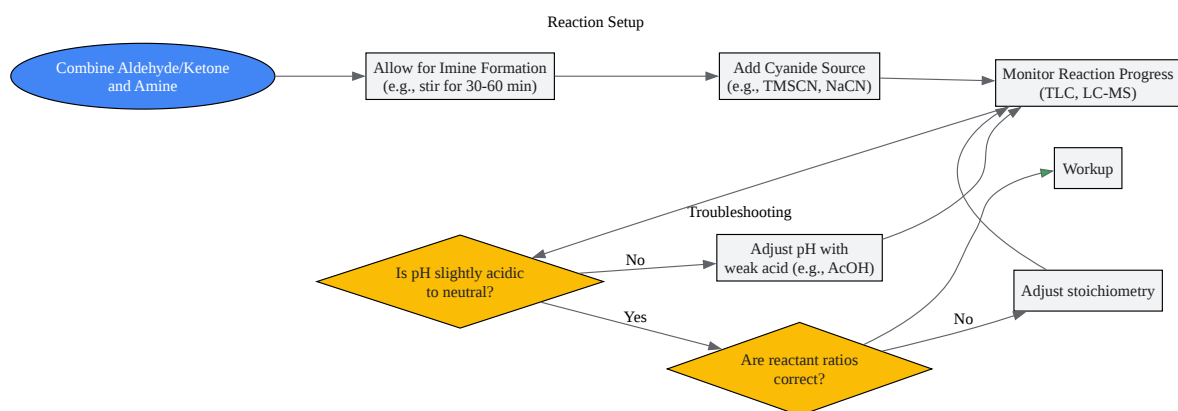 Reaction Setup
Combine Aldehyde/Ketone
and Amine
Allow for Imine Formation
(e.g., stir for 30-60 min)
Add Cyanide Source
(e.g., TMSCN, NaCN)
Monitor Reaction Progress
(TLC, LC-MS)
Workup
Troubleshooting
Is pH slightly acidic
to neutral?
No
Adjust pH with
weak acid (e.g., AcOH)
Yes
Are reactant ratios
correct?
No
Adjust stoichiometry